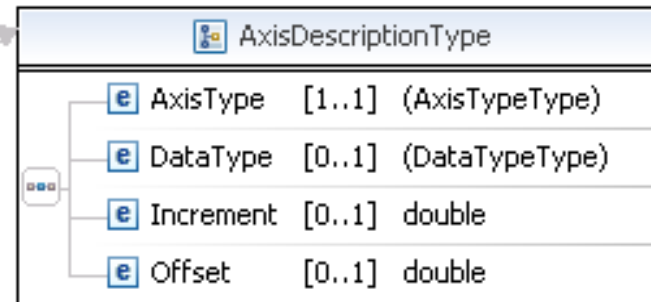 AxisDescriptionType
e AxisType [1..1] (AxisTypeType)
e DataType [0..1] (DataTypeType)
e Increment [0..1] double
e Offset [0..1] double